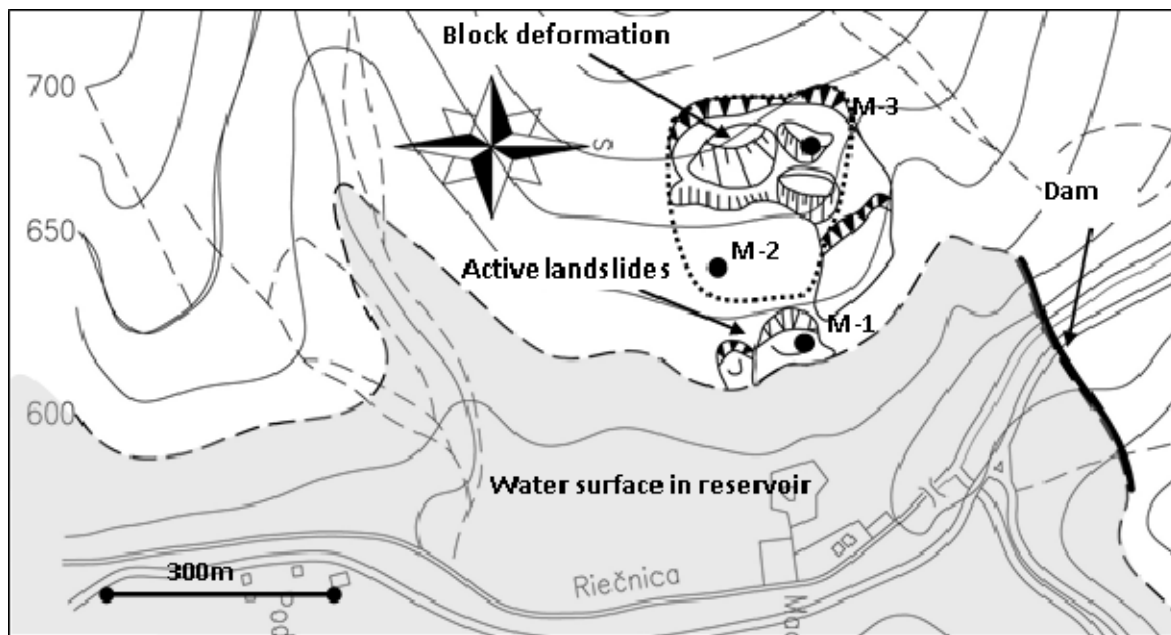 Block deformation
700
M-3
S
Dam
650
M-2
Active landslides
M-1
600
Water surface in reservoir
300m
Riečnica